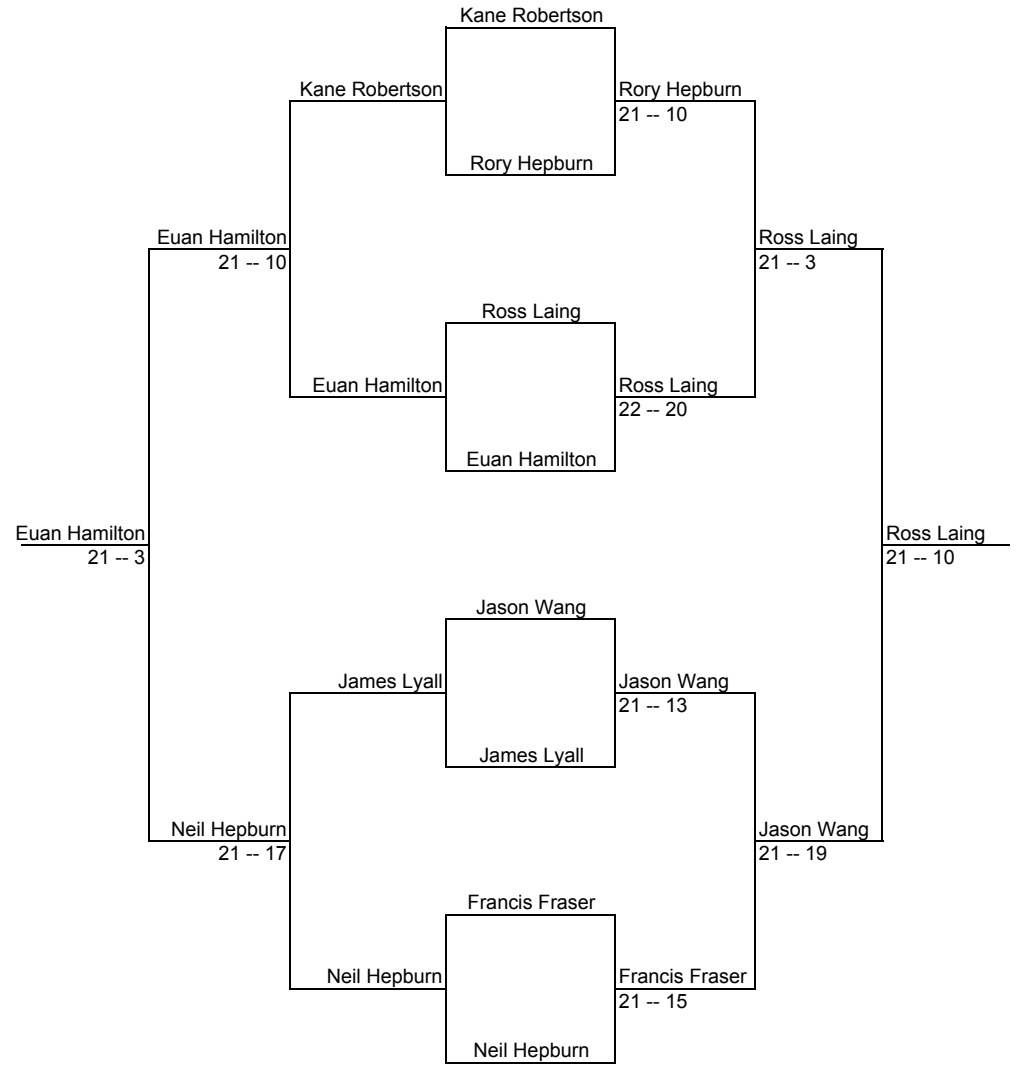 Kane Robertson
Kane Robertson
Rory Hepburn
21 -- 10
Rory Hepburn
Euan Hamilton
21 -- 10
Ross Laing
21 -- 3
Ross Laing
Euan Hamilton
Ross Laing
22 -- 20
Euan Hamilton
Euan Hamilton
21 -- 3
Ross Laing
21 -- 10
Jason Wang
James Lyall
Jason Wang
21 -- 13
James Lyall
Neil Hepburn
21 -- 17
Jason Wang
21 -- 19
Francis Fraser
Neil Hepburn
Francis Fraser
21 -- 15
Neil Hepburn